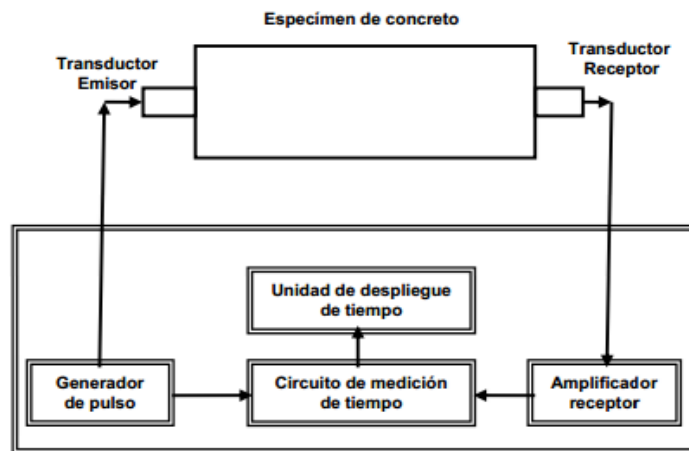 Especímen de concreto
Transductor
Emisor
Transductor
Receptor
Unidad de despliegue
de tiempo
Generador
de pulso
Circuito de medición
de tiempo
Amplificador
receptor